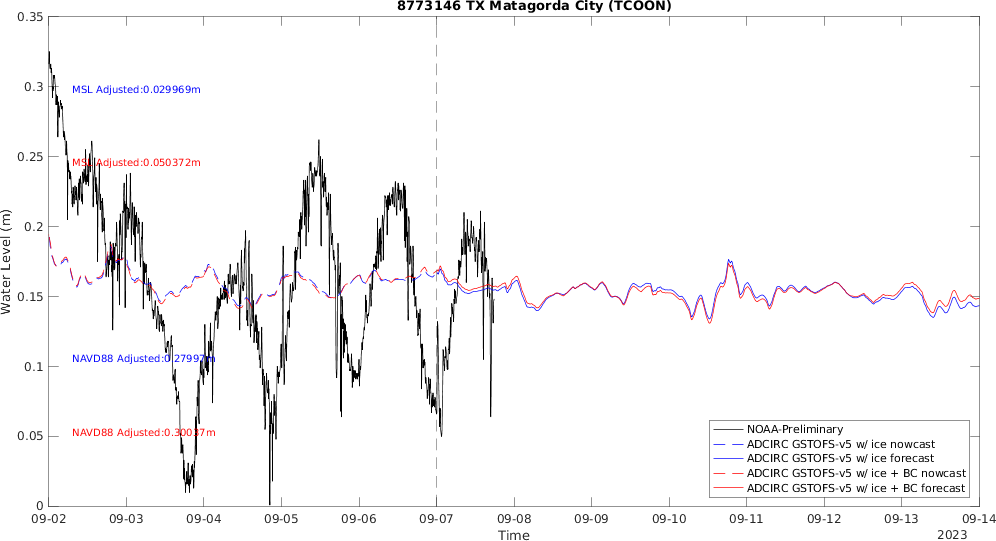 8773146 TX Matagorda City (TCOON)
0.35
0.3
0.25
0.2
0.15
0.1
0.05
0
Water Level (m)
MSL Adjusted:0.029969m
MSL Adjusted:0.050372m
NAVD88 Adjusted:0.27997m
NAVD88 Adjusted:0.30037m
NOAA-Preliminary
ADCIRC GSTOFS-v5 w/ ice nowcast
ADCIRC GSTOFS-v5 w/ ice forecast
ADCIRC GSTOFS-v5 w/ ice + BC nowcast
ADCIRC GSTOFS-v5 w/ ice + BC forecast
09-02 09-03 09-04 09-05 09-06 09-07 09-08 09-09 09-10 09-11 09-12 09-13 09-14
Time
2023